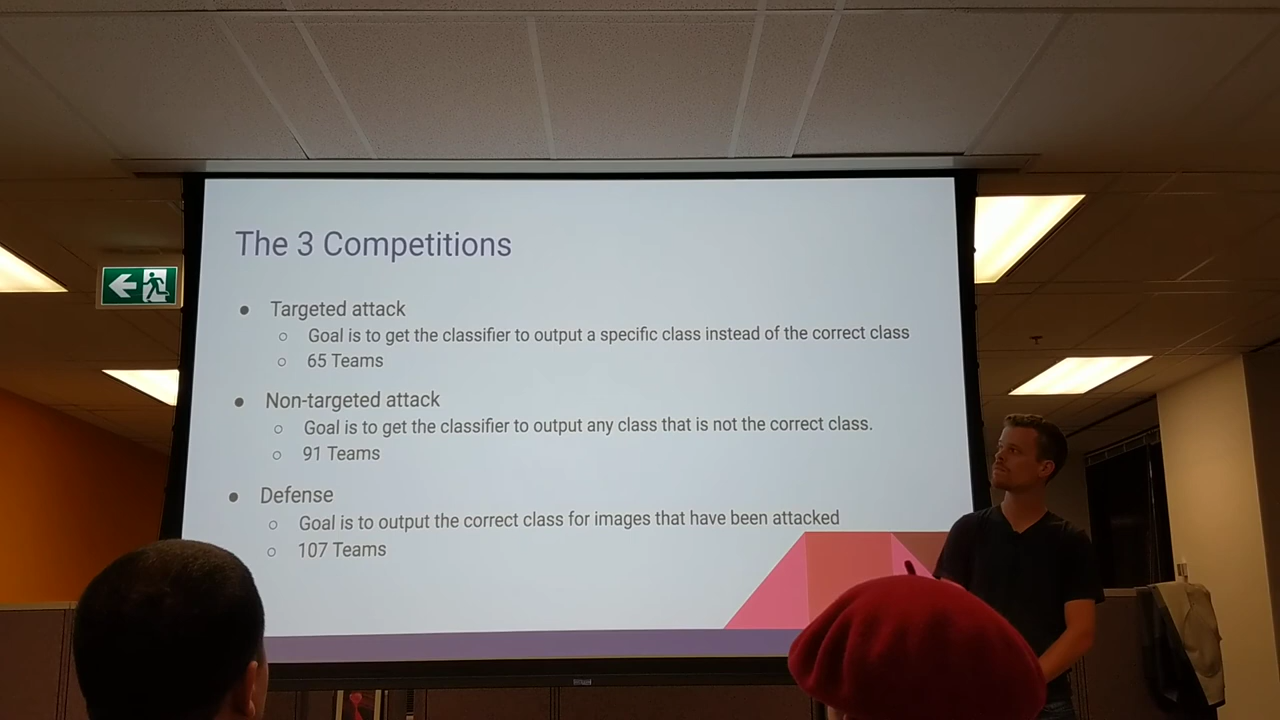 The 3 Competitions
● Targeted attack
○ Goal is to get the classifier to output a specific class instead of the correct class
○ 65 Teams
● Non-targeted attack
○ Goal is to get the classifier to output any class that is not the correct class.
○ 91 Teams
● Defense
○ Goal is to output the correct class for images that have been attacked
○ 107 Teams